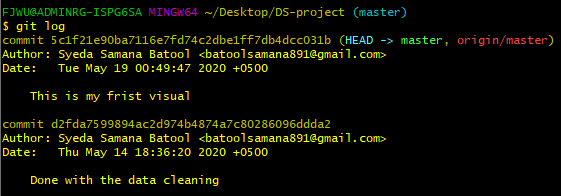 FJWU@ADMINRG-ISPG6SA MINGW64 ~/Desktop/DS-project (master)
$ git log
commit 5c1f21e90ba7116e7fd74c2dbe1ff7db4dcc031b (HEAD -> master, origin/master)
Author: Syeda Samana Batool <batoolsamana891@gmail.com>
Date:   Tue May 19 00:49:47 2020 +0500
This is my frist visual
commit d2fda7599894ac2d974b4874a7c80286096ddda2
Author: Syeda Samana Batool <batoolsamana891@gmail.com>
Date:   Thu May 14 18:36:20 2020 +0500
Done with the data cleaning